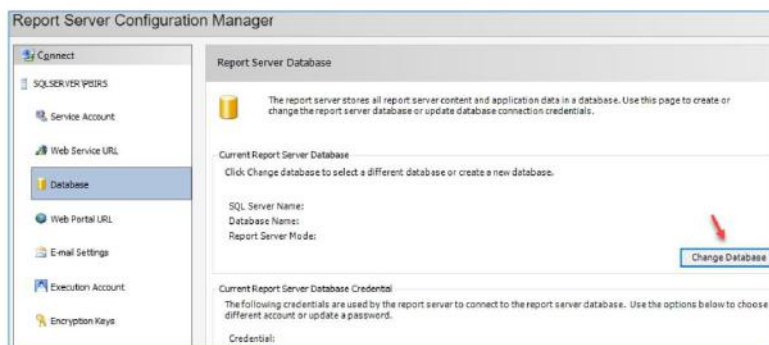 Report Server Configuration Manager
Connect
SQLSERVER\PBIRS
Service Account
Web Service URL
Database
Web Portal URL
E-mail Settings
Execution Account
Encryption Keys
Report Server Database
The report server stores all report server content and application data in a database. Use this page to create or
change the report server database or update database connection credentials.
Current Report Server Database
Click Change database to select a different database or create a new database.
SQL Server Name:
Database Name:
Report Server Mode:
Change Database
Current Report Server Database Credential
The following credentials are used by the report server to connect to the report server database. Use the options below to choose
different account or update a password.
Credential: